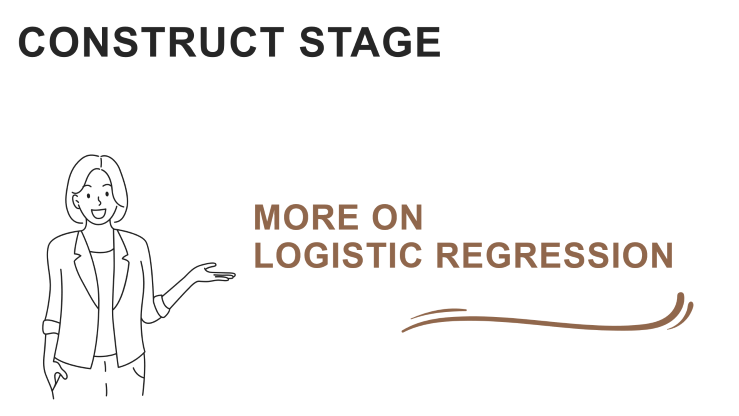 CONSTRUCT STAGE
MORE ON
LOGISTIC REGRESSION